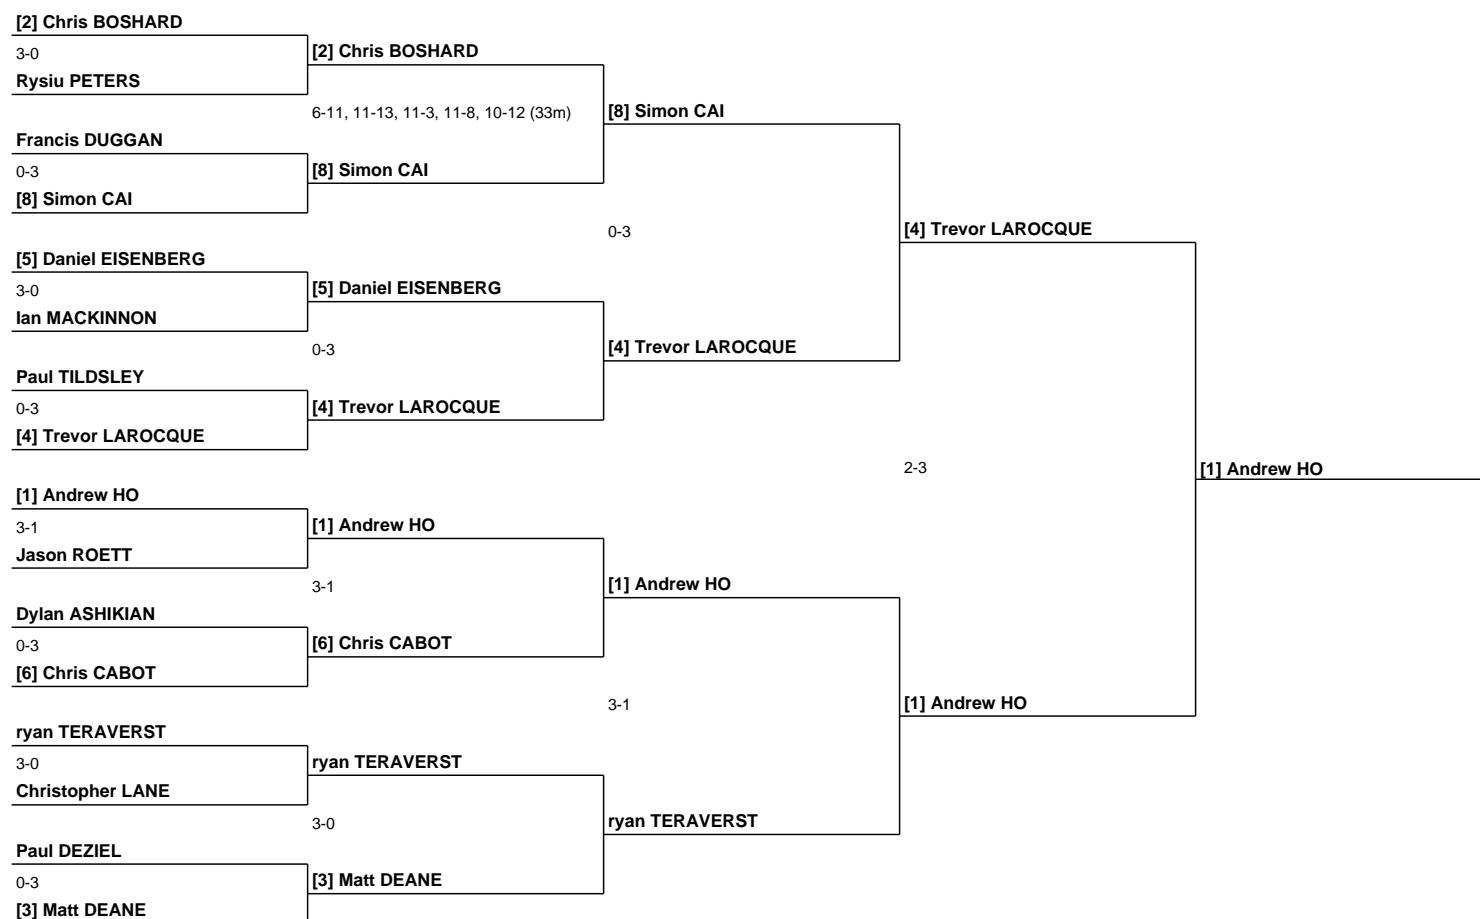 [2] Chris BOSHARD
3-0
[2] Chris BOSHARD
Rysiu PETERS
6-11, 11-13, 11-3, 11-8, 10-12 (33m)
[8] Simon CAI
Francis DUGGAN
0-3
[8] Simon CAI
[8] Simon CAI
0-3
[4] Trevor LAROCQUE
[5] Daniel EISENBERG
3-0
[5] Daniel EISENBERG
Ian MACKINNON
0-3
[4] Trevor LAROCQUE
Paul TILDSLEY
0-3
[4] Trevor LAROCQUE
[4] Trevor LAROCQUE
2-3
[1] Andrew HO
[1] Andrew HO
3-1
[1] Andrew HO
Jason ROETT
3-1
[1] Andrew HO
Dylan ASHIKIAN
0-3
[6] Chris CABOT
[6] Chris CABOT
3-1
[1] Andrew HO
ryan TERAVERST
3-0
ryan TERAVERST
Christopher LANE
3-0
ryan TERAVERST
Paul DEZIEL
0-3
[3] Matt DEANE
[3] Matt DEANE